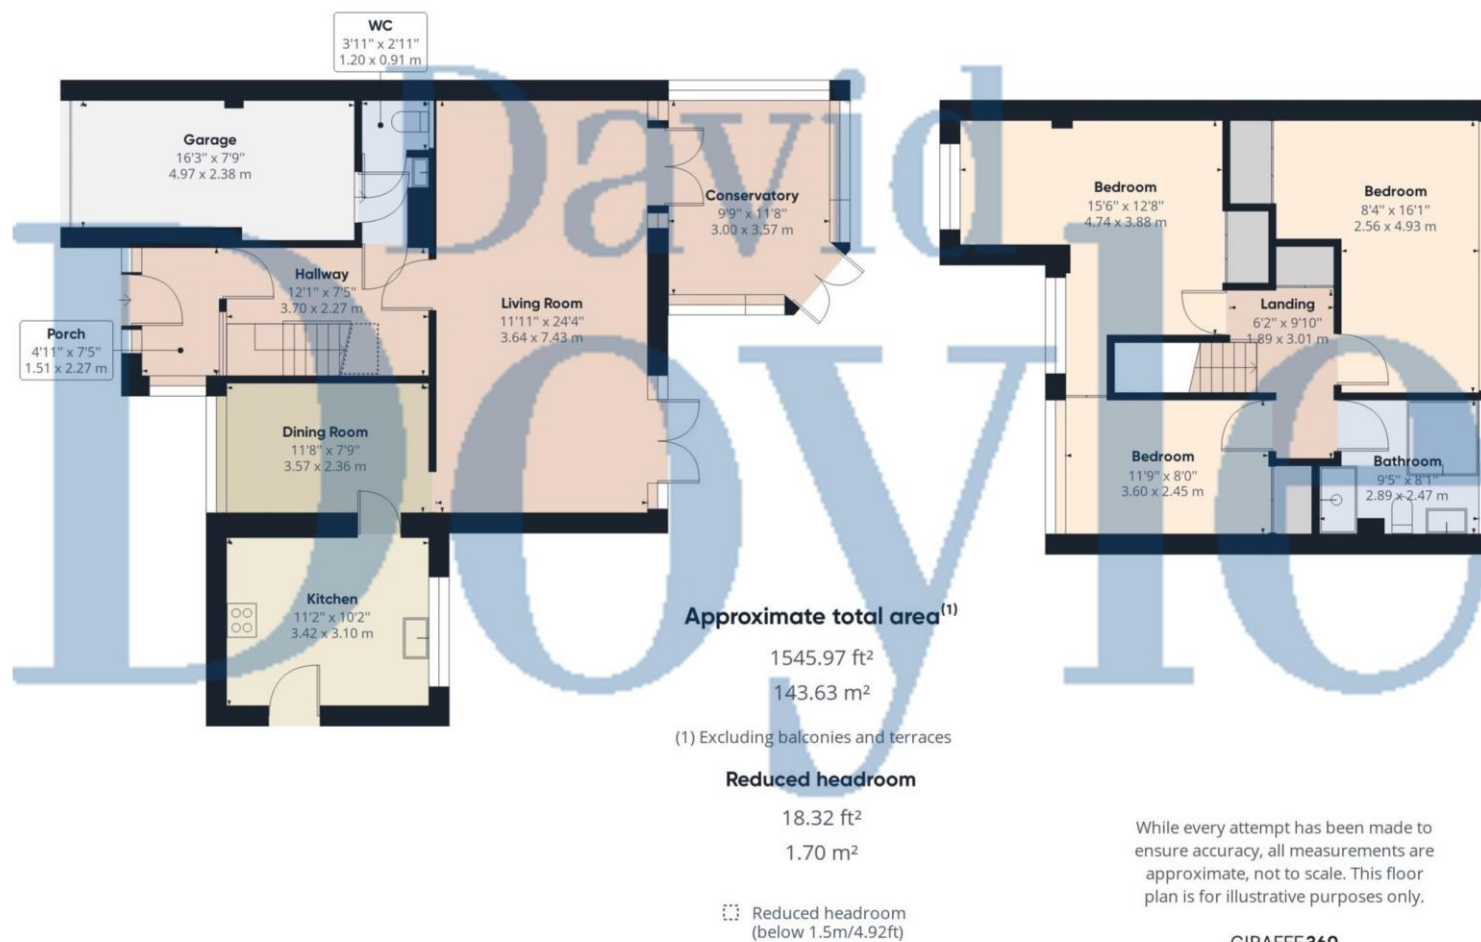 WC
3'11" x 2'11"
1.20 x 0.91 m
Garage
16'3" x 7'9"
4.97 x 2.38 m
Conservatory
9'9" x 11'8"
3.00 x 3.57 m
Hallway
12'1" x 7'5"
3.70 x 2.27 m
Living Room
11'11" x 24'4"
3.64 x 7.43 m
Porch
4'11" x 7'5"
1.51 x 2.27 m
Dining Room
11'8" x 7'9"
3.57 x 2.36 m
Kitchen
11'2" x 10'2"
3.42 x 3.10 m
Bedroom
15'6" x 12'8"
4.74 x 3.88 m
Bedroom
8'4" x 16'1"
2.56 x 4.93 m
Landing
6'2" x 9'10"
1.89 x 3.01 m
Bedroom
11'9" x 8'0"
3.60 x 2.45 m
Bathroom
9'5" x 8'1"
2.89 x 2.47 m
David
Doyle
Approximate total area(1)
1545.97 ft²
143.63 m²
(1) Excluding balconies and terraces
Reduced headroom
18.32 ft²
1.70 m²
Reduced headroom
(below 1.5m/4.92ft)
While every attempt has been made to
ensure accuracy, all measurements are
approximate, not to scale. This floor
plan is for illustrative purposes only.
GIRAFFE360